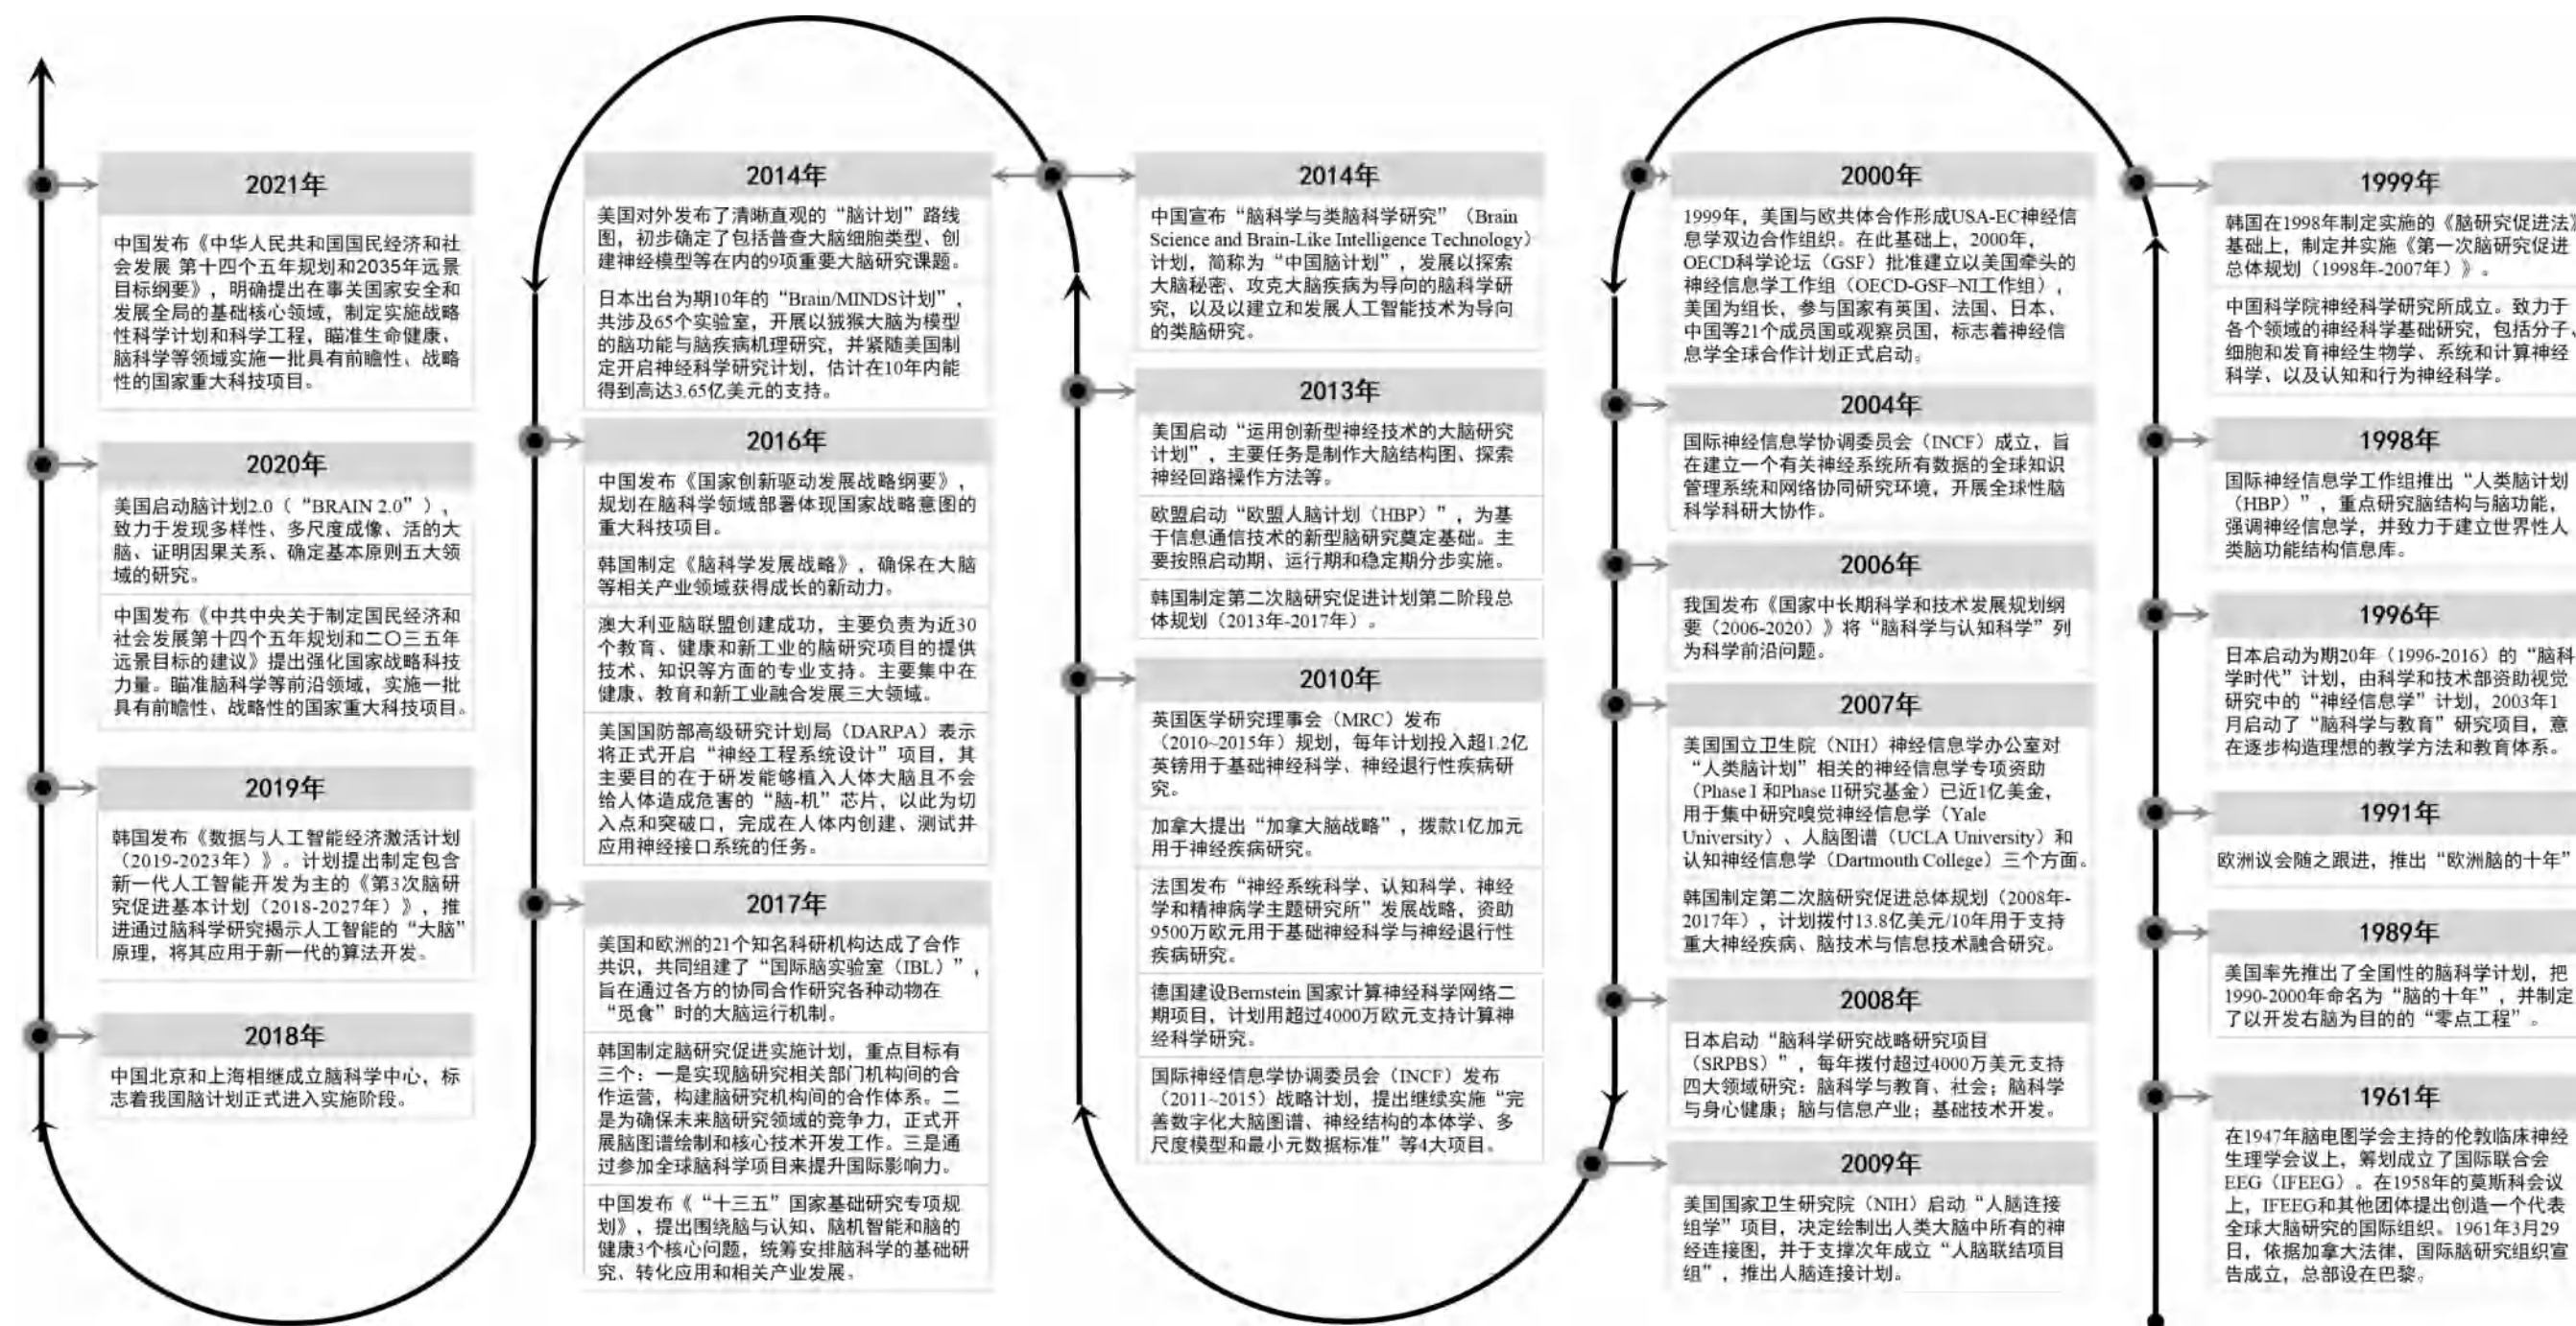 2021年
中国发布《中华人民共和国国民经济和社
会发展 第十四个五年规划和2035年远景
目标纲要》，明确提出在事关国家安全和
发展全局的基础核心领域，制定实施战略
性科学计划和科学工程，瞄准生命健康、
脑科学等领域实施一批具有前瞻性、战略
性的国家重大科技项目。
2020年
美国启动脑计划2.0（“BRAIN 2.0”），
致力于发现多样性、多尺度成像、活的大
脑、证明因果关系、确定基本原则五大领
域的研究。
中国发布《中共中央关于制定国民经济和
社会发展第十四个五年规划和二〇三五年
远景目标的建议》提出强化国家战略科技
力量。瞄准脑科学等前沿领域，实施一批
具有前瞻性、战略性的国家重大科技项目。
2019年
韩国发布《数据与人工智能经济激活计划
（2019-2023年）》。计划提出制定包含
新一代人工智能开发为主的《第3次脑研
究促进基本计划（2018-2027年）》，推
进通过脑科学研究揭示人工智能的“大脑”
原理，将其应用于新一代的算法开发。
2018年
中国北京和上海相继成立脑科学中心，标
志着我国脑计划正式进入实施阶段。
2014年
美国对外发布了清晰直观的“脑计划”路线
图，初步确定了包括普查大脑细胞类型、创
建神经模型等在内的9项重要大脑研究课题。
日本出台为期10年的“Brain/MINDS计划”，
共涉及65个实验室，开展以狨猴大脑为模型
的脑功能与脑疾病机理研究，并紧随美国制
定开启神经科学研究计划，估计在10年内能
得到高达3.65亿美元的支持。
2016年
中国发布《国家创新驱动发展战略纲要》，
规划在脑科学领域部署体现国家战略意图的
重大科技项目。
韩国制定《脑科学发展战略》，确保在大脑
等相关产业领域获得成长的新动力。
澳大利亚脑联盟创建成功，主要负责为近30
个教育、健康和新工业的脑研究项目的提供
技术、知识等方面的专业支持。主要集中在
健康、教育和新工业融合发展三大领域。
美国国防部高级研究计划局（DARPA）表示
将正式开启“神经工程系统设计”项目，其
主要目的在于研发能够植入人体大脑且不会
给人体造成危害的“脑-机”芯片，以此为切
入点和突破口，完成在人体内创建、测试并
应用神经接口系统的任务。
2017年
美国和欧洲的21个知名科研机构达成了合作
共识，共同组建了“国际脑实验室（IBL）”，
旨在通过各方的协同合作研究各种动物在
“觅食”时的大脑运行机制。
韩国制定脑研究促进实施计划，重点目标有
三个：一是实现脑研究相关部门机构间的合
作运营，构建脑研究机构间的合作体系。二
是为确保未来脑研究领域的竞争力，正式开
展脑图谱绘制和核心技术开发工作。三是通
过参加全球脑科学项目来提升国际影响力。
中国发布《“十三五”国家基础研究专项规
划》，提出围绕脑与认知、脑机智能和脑的
健康3个核心问题，统筹安排脑科学的基础研
究、转化应用和相关产业发展。
2014年
中国宣布“脑科学与类脑科学研究”（Brain
Science and Brain-Like Intelligence Technology）
计划，简称为“中国脑计划”，发展以探索
大脑秘密、攻克大脑疾病为导向的脑科学研
究，以及以建立和发展人工智能技术为导向
的类脑研究。
2013年
美国启动“运用创新型神经技术的大脑研究
计划”，主要任务是制作大脑结构图、探索
神经回路操作方法等。
欧盟启动“欧盟人脑计划（HBP）”，为基
于信息通信技术的新型脑研究奠定基础。主
要按照启动期、运行期和稳定期分步实施。
韩国制定第二次脑研究促进计划第二阶段总
体规划（2013年-2017年）。
2010年
英国医学研究理事会（MRC）发布
（2010~2015年）规划，每年计划投入超1.2亿
英镑用于基础神经科学、神经退行性疾病研
究。
加拿大提出“加拿大脑战略”，拨款1亿加元
用于神经疾病研究。
法国发布“神经系统科学、认知科学、神经
学和精神病学主题研究所”发展战略，资助
9500万欧元用于基础神经科学与神经退行性
疾病研究。
德国建设Bernstein 国家计算神经科学网络二
期项目，计划用超过4000万欧元支持计算神
经科学研究。
国际神经信息学协调委员会（INCF）发布
（2011~2015）战略计划，提出继续实施“完
善数字化大脑图谱、神经结构的本体学、多
尺度模型和最小元数据标准”等4大项目。
2000年
1999年，美国与欧共体合作形成USA-EC神经信
息学双边合作组织。在此基础上，2000年，
OECD科学论坛（GSF）批准建立以美国牵头的
神经信息学工作组（OECD-GSF–NI工作组），
美国为组长，参与国家有英国、法国、日本、
中国等21个成员国或观察员国，标志着神经信
息学全球合作计划正式启动。
2004年
国际神经信息学协调委员会（INCF）成立，旨
在建立一个有关神经系统所有数据的全球知识
管理系统和网络协同研究环境，开展全球性脑
科学科研大协作。
2006年
我国发布《国家中长期科学和技术发展规划纲
要（2006-2020）》将“脑科学与认知科学”列
为科学前沿问题。
2007年
美国国立卫生院（NIH）神经信息学办公室对
“人类脑计划”相关的神经信息学专项资助
（Phase I 和Phase II研究基金）已近1亿美金，
用于集中研究嗅觉神经信息学（Yale
University）、人脑图谱（UCLA University）和
认知神经信息学（Dartmouth College）三个方面。
韩国制定第二次脑研究促进总体规划（2008年-
2017年），计划拨付13.8亿美元/10年用于支持
重大神经疾病、脑技术与信息技术融合研究。
2008年
日本启动“脑科学研究战略研究项目
（SRPBS）”，每年拨付超过4000万美元支持
四大领域研究：脑科学与教育、社会；脑科学
与身心健康；脑与信息产业；基础技术开发。
2009年
美国国家卫生研究院（NIH）启动“人脑连接
组学”项目，决定绘制出人类大脑中所有的神
经连接图，并于支撑次年成立“人脑联结项目
组”，推出人脑连接计划。
1999年
韩国在1998年制定实施的《脑研究促进法》
基础上，制定并实施《第一次脑研究促进
总体规划（1998年-2007年）》。
中国科学院神经科学研究所成立。致力于
各个领域的神经科学基础研究，包括分子、
细胞和发育神经生物学、系统和计算神经
科学、以及认知和行为神经科学。
1998年
国际神经信息学工作组推出“人类脑计划
（HBP）”，重点研究脑结构与脑功能，
强调神经信息学，并致力于建立世界性人
类脑功能结构信息库。
1996年
日本启动为期20年（1996-2016）的“脑科
学时代”计划，由科学和技术部资助视觉
研究中的“神经信息学”计划，2003年1
月启动了“脑科学与教育”研究项目，意
在逐步构造理想的教学方法和教育体系。
1991年
欧洲议会随之跟进，推出“欧洲脑的十年”
1989年
美国率先推出了全国性的脑科学计划，把
1990-2000年命名为“脑的十年”，并制定
了以开发右脑为目的的“零点工程”。
1961年
在1947年脑电图学会主持的伦敦临床神经
生理学会议上，筹划成立了国际联合会
EEG（IFEEG）。在1958年的莫斯科会议
上，IFEEG和其他团体提出创造一个代表
全球大脑研究的国际组织。1961年3月29
日，依据加拿大法律，国际脑研究组织宣
告成立，总部设在巴黎。